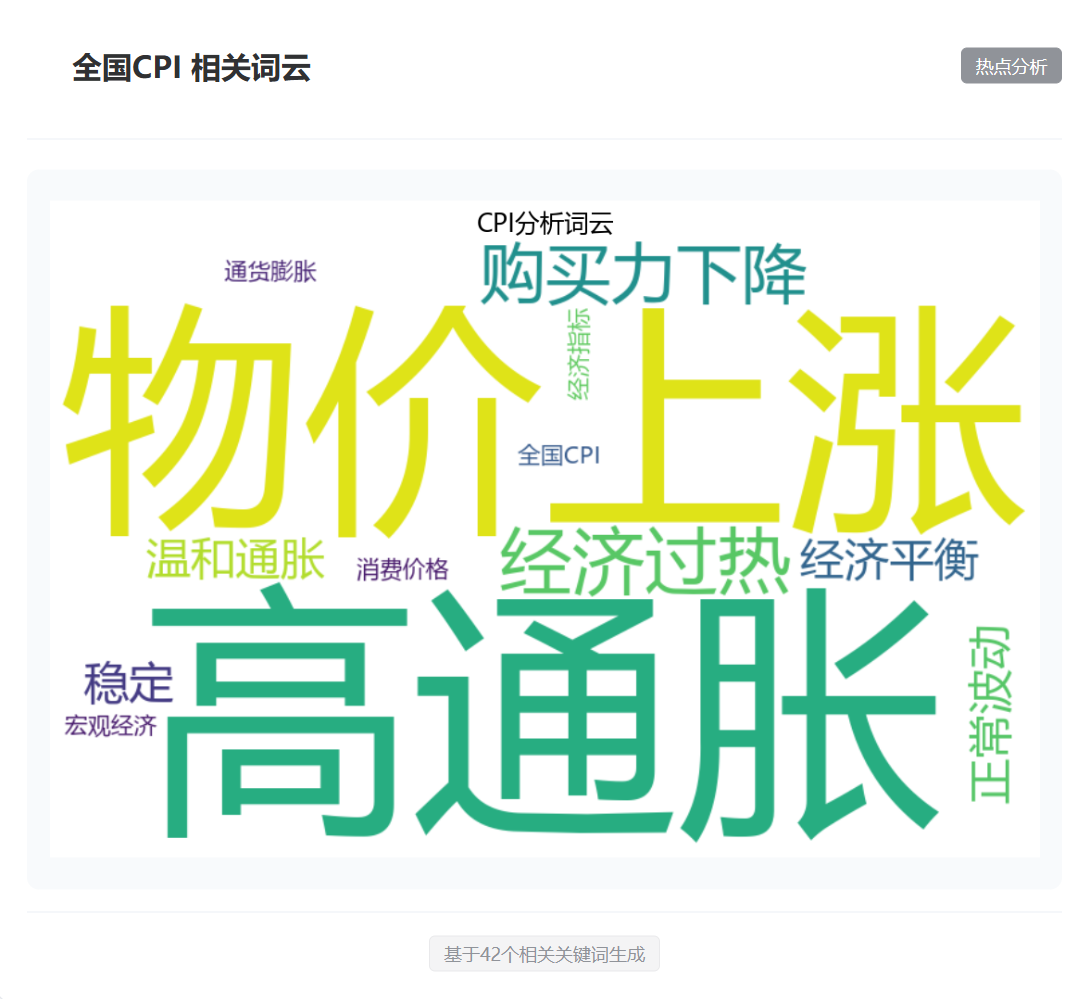 全国CPI 相关词云
热点分析
CPI分析词云
通货膨胀
购买力下降
物价上涨
经济指标
全国CPI
温和通胀
消费价格
经济过热
经济平衡
高通胀
稳定
宏观经济
正常波动
基于42个相关关键词生成